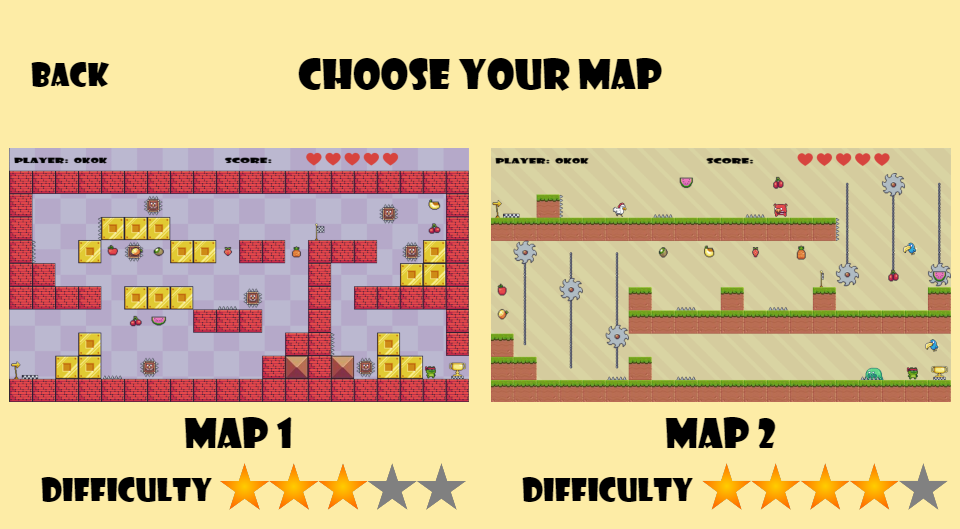 BACK
CHOOSE YOUR MAP
PLAYER: OKOK SCORE:
PLAYER: OKOK SCORE:
MAP 1
MAP 2
DIFFICULTY
DIFFICULTY